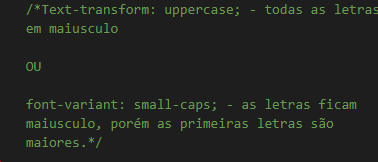 /*Text-transform: uppercase; - todas as letras
em maiusculo
OU
font-variant: small-caps; - as letras ficam
maiusculo, porém as primeiras letras são
maiores.*/